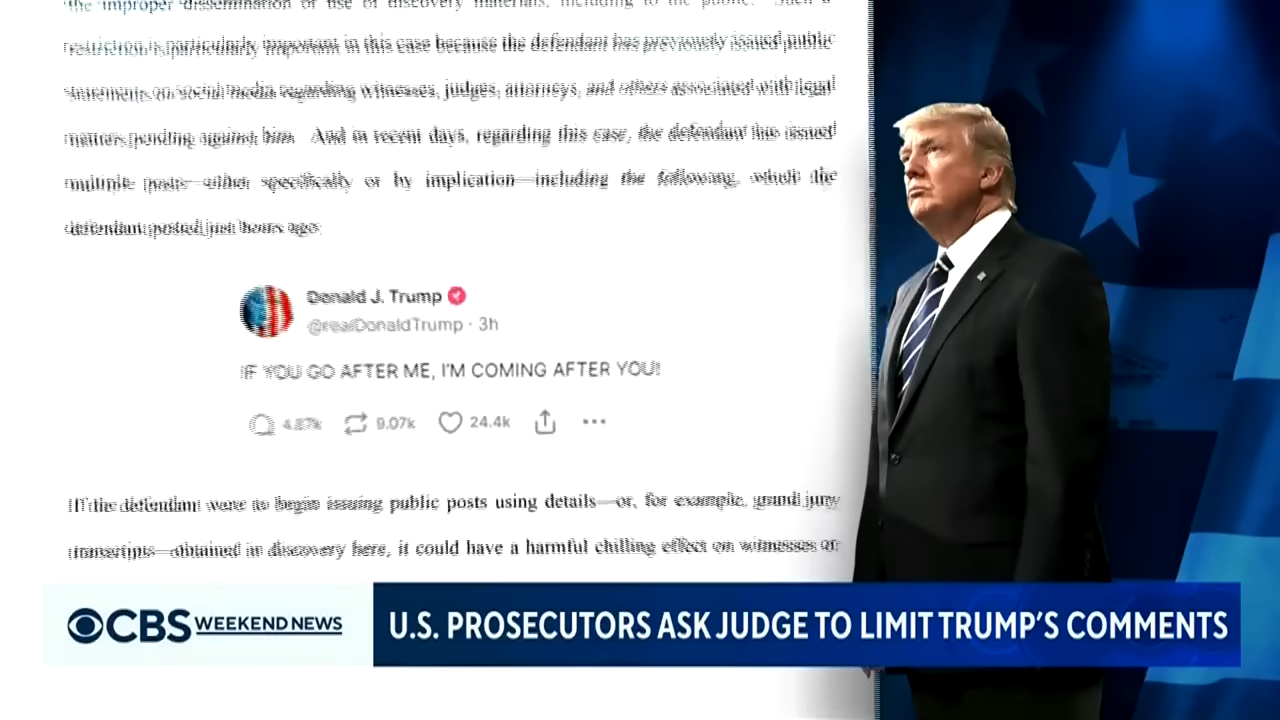 the improper dissemination or use of discovery materials, including to the public. Such a
restriction is particularly important in this case because the defendant has previously issued public
statements on social media regarding witnesses, judges, attorneys, and others associated with legal
matters pending against him. And in recent days, regarding this case, the defendant has issued
multiple posts—either specifically or by implication—including the following, which the
defendant posted just hours ago:
Donald J. Trump
@realDonaldTrump · 3h
IF YOU GO AFTER ME, I'M COMING AFTER YOU!
4.87k 9.07k 24.4k
If the defendant were to begin issuing public posts using details—or, for example, grand jury
transcripts—obtained in discovery here, it could have a harmful chilling effect on witnesses or
CBS WEEKEND NEWS
U.S. PROSECUTORS ASK JUDGE TO LIMIT TRUMP'S COMMENTS